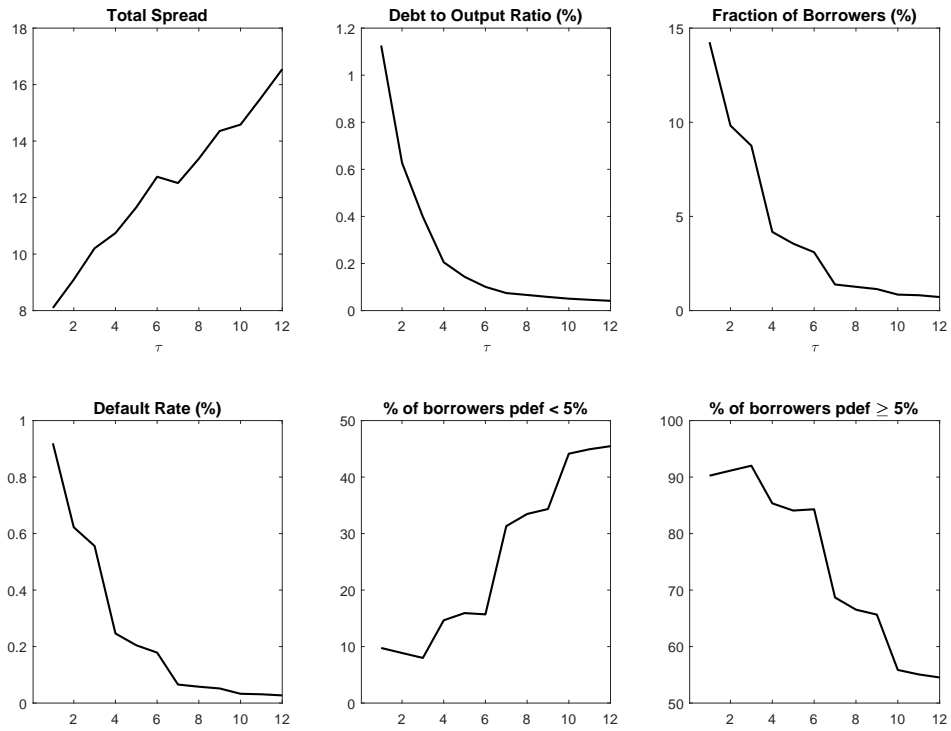 Total Spread
18
16
14
12
10
8
2 4 6 8 10 12
τ
Debt to Output Ratio (%)
1.2
1
0.8
0.6
0.4
0.2
0
2 4 6 8 10 12
τ
Fraction of Borrowers (%)
15
10
5
0
2 4 6 8 10 12
τ
Default Rate (%)
1
0.8
0.6
0.4
0.2
0
2 4 6 8 10 12
% of borrowers pdef < 5%
50
40
30
20
10
0
2 4 6 8 10 12
% of borrowers pdef ≥ 5%
100
90
80
70
60
50
2 4 6 8 10 12